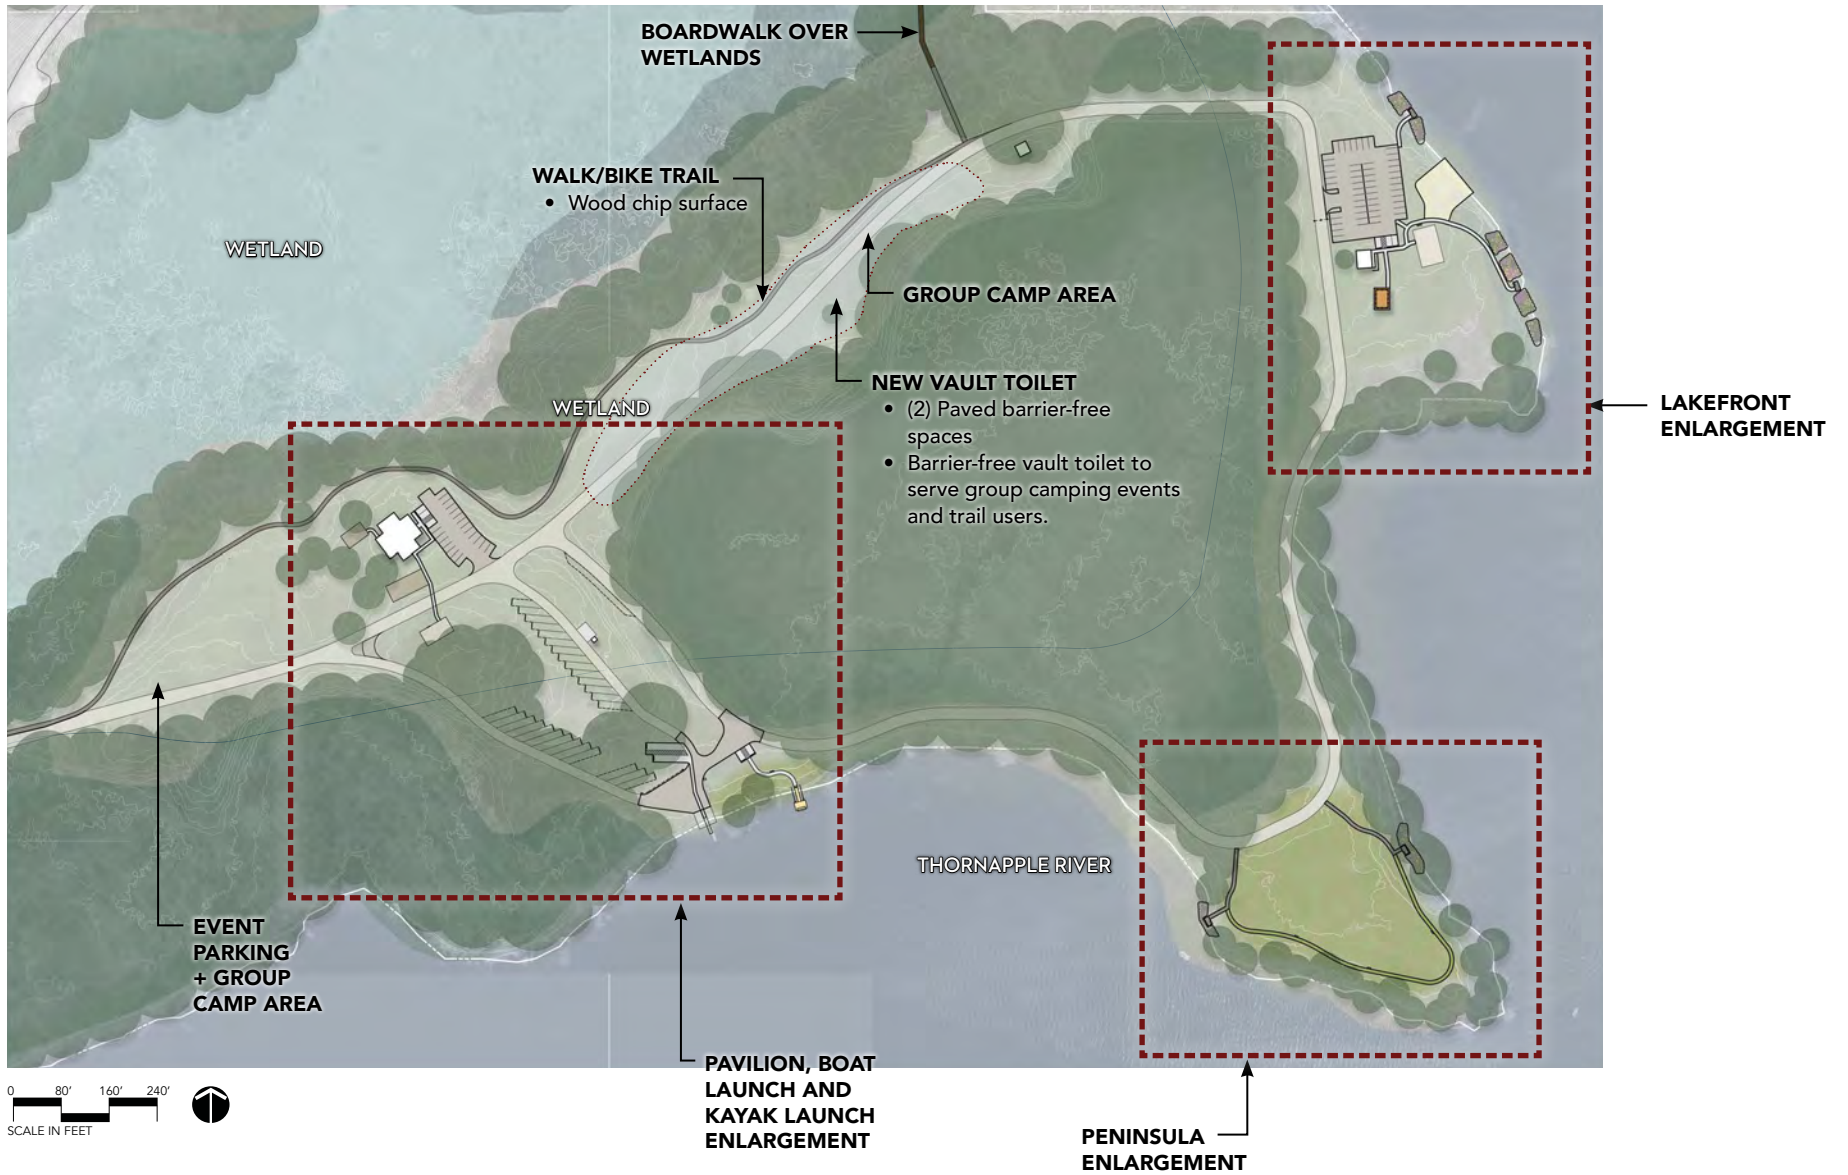 BOARDWALK OVER
WETLANDS
WALK/BIKE TRAIL
• Wood chip surface
WETLAND
GROUP CAMP AREA
NEW VAULT TOILET
• (2) Paved barrier-free
spaces
• Barrier-free vault toilet to
serve group camping events
and trail users.
WETLAND
LAKEFRONT
ENLARGEMENT
THORNAPPLE RIVER
EVENT
PARKING
+ GROUP
CAMP AREA
PAVILION, BOAT
LAUNCH AND
KAYAK LAUNCH
ENLARGEMENT
PENINSULA
ENLARGEMENT
0 80' 160' 240'
SCALE IN FEET